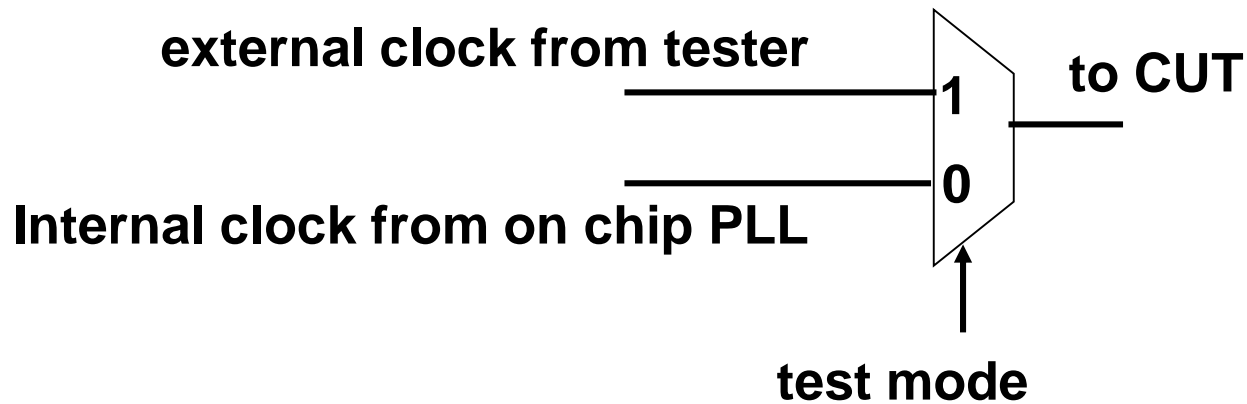 external clock from tester
to CUT
1
0
Internal clock from on chip PLL
test mode